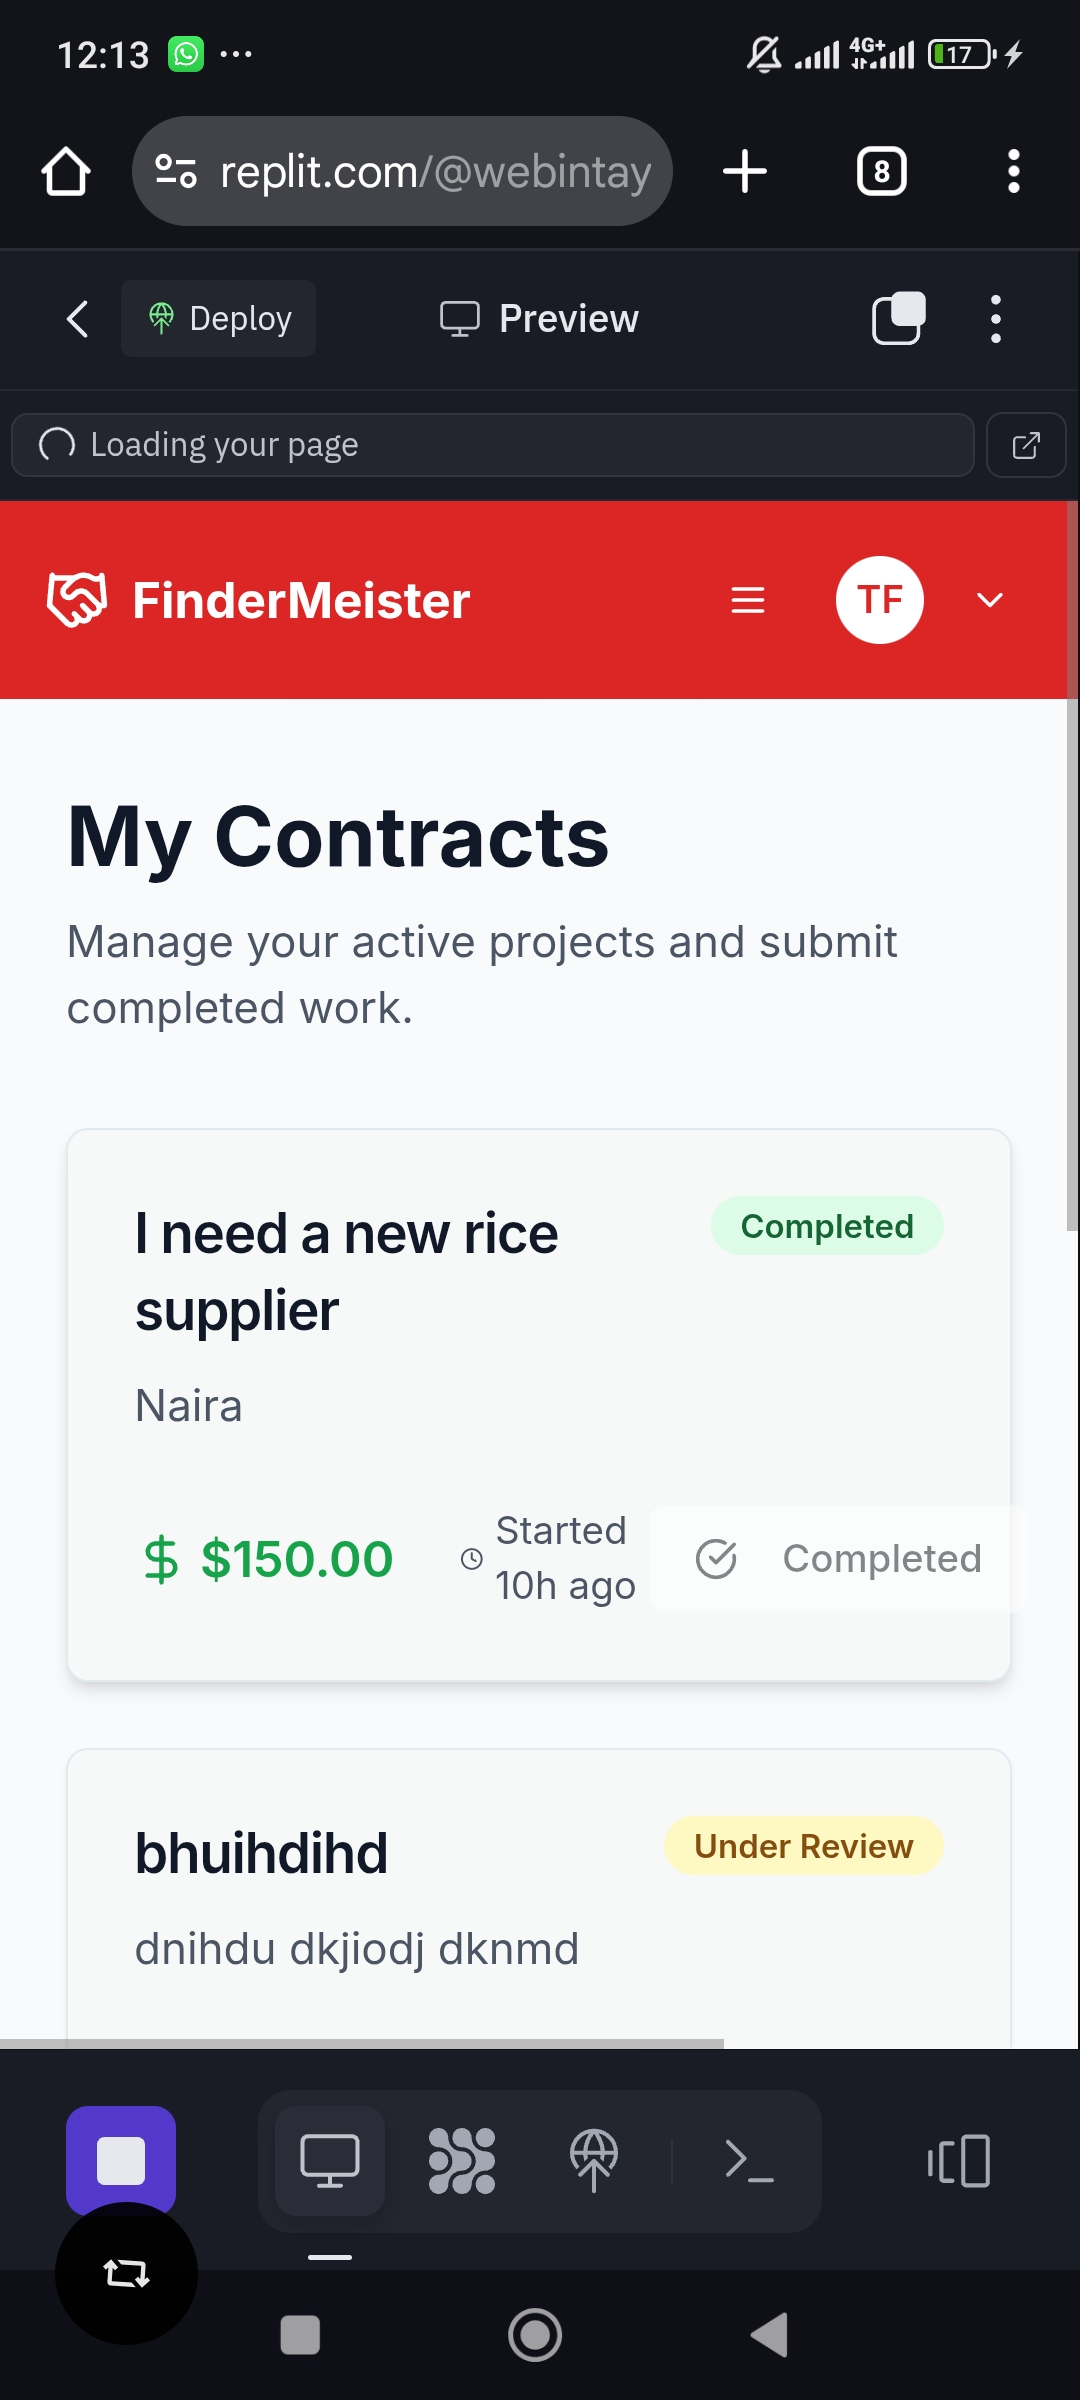 12:13
4G+
17
replit.com/@webintay
8
Deploy
Preview
Loading your page
FinderMeister
TF
My Contracts
Manage your active projects and submit
completed work.
I need a new rice
supplier
Completed
Naira
$150.00
Started
10h ago
Completed
bhuihdihd
Under Review
dnihdu dkjiodj dknmd